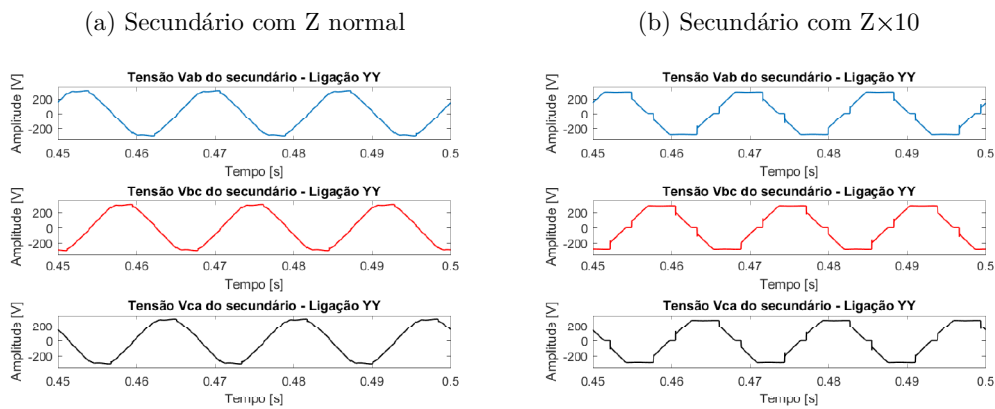 (a) Secundário com Z normal
(b) Secundário com Z×10
Tensão Vab do secundário - Ligação YY
Amplitude [V]
200
0
-200
0.45
0.46
0.47
0.48
0.49
0.5
Tempo [s]
Tensão Vbc do secundário - Ligação YY
Amplitude [V]
200
0
-200
0.45
0.46
0.47
0.48
0.49
0.5
Tempo [s]
Tensão Vca do secundário - Ligação YY
Amplitude [V]
200
0
-200
0.45
0.46
0.47
0.48
0.49
0.5
Tempo [s]
Tensão Vab do secundário - Ligação YY
Amplitude [V]
200
0
-200
0.45
0.46
0.47
0.48
0.49
0.5
Tempo [s]
Tensão Vbc do secundário - Ligação YY
Amplitude [V]
200
0
-200
0.45
0.46
0.47
0.48
0.49
0.5
Tempo [s]
Tensão Vca do secundário - Ligação YY
Amplitude [V]
200
0
-200
0.45
0.46
0.47
0.48
0.49
0.5
Tempo [s]